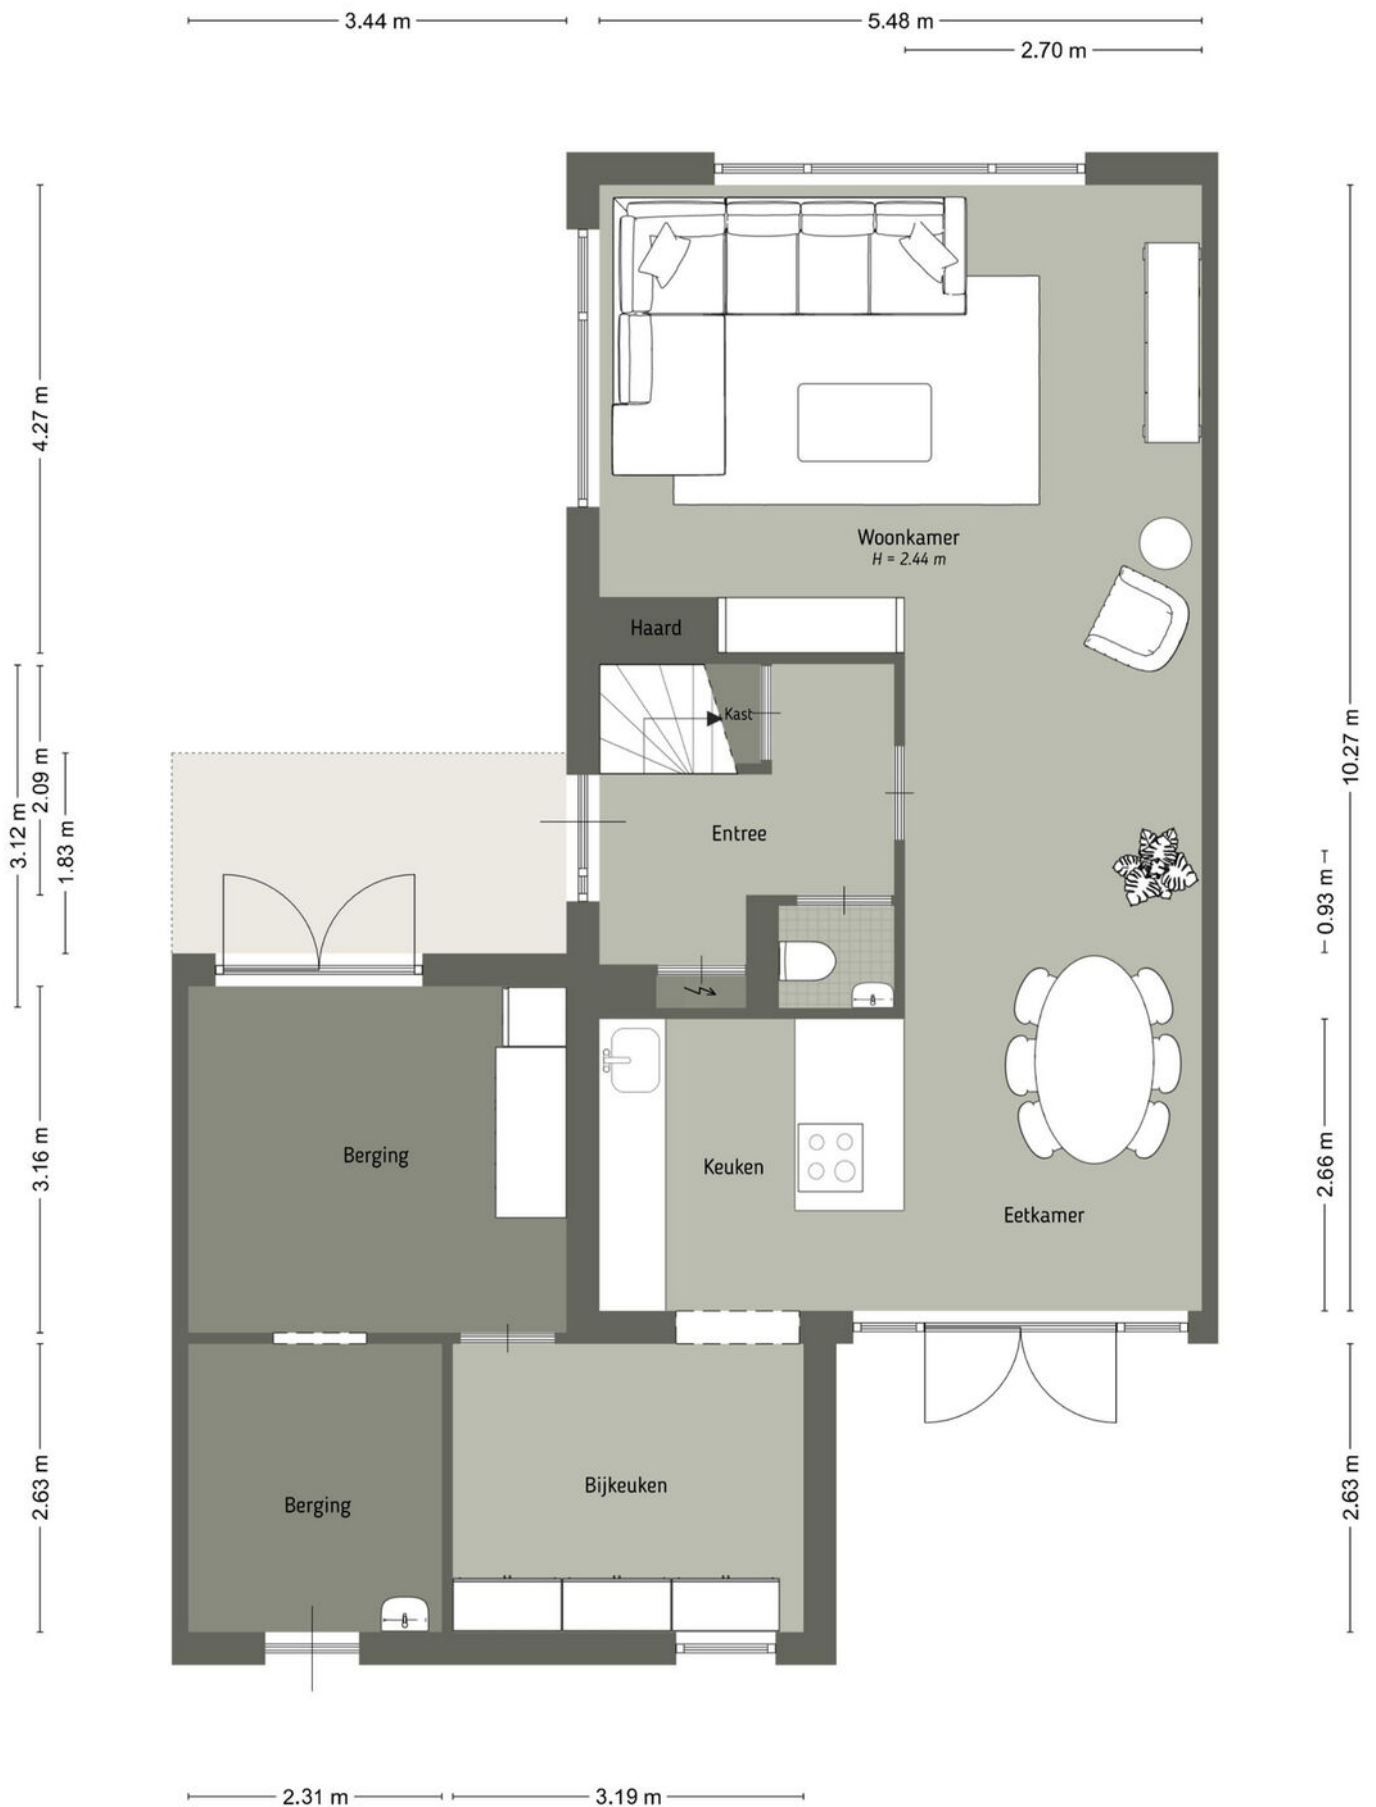 3.44 m
5.48 m
2.70 m
4.27 m
Woonkamer
H = 2.44 m
Haard
Kast
10.27 m
2.09 m
3.12 m
1.83 m
Entree
0.93 m
3.16 m
Berging
Keuken
2.66 m
Eetkamer
2.63 m
Berging
Bijkeuken
2.63 m
2.31 m
3.19 m